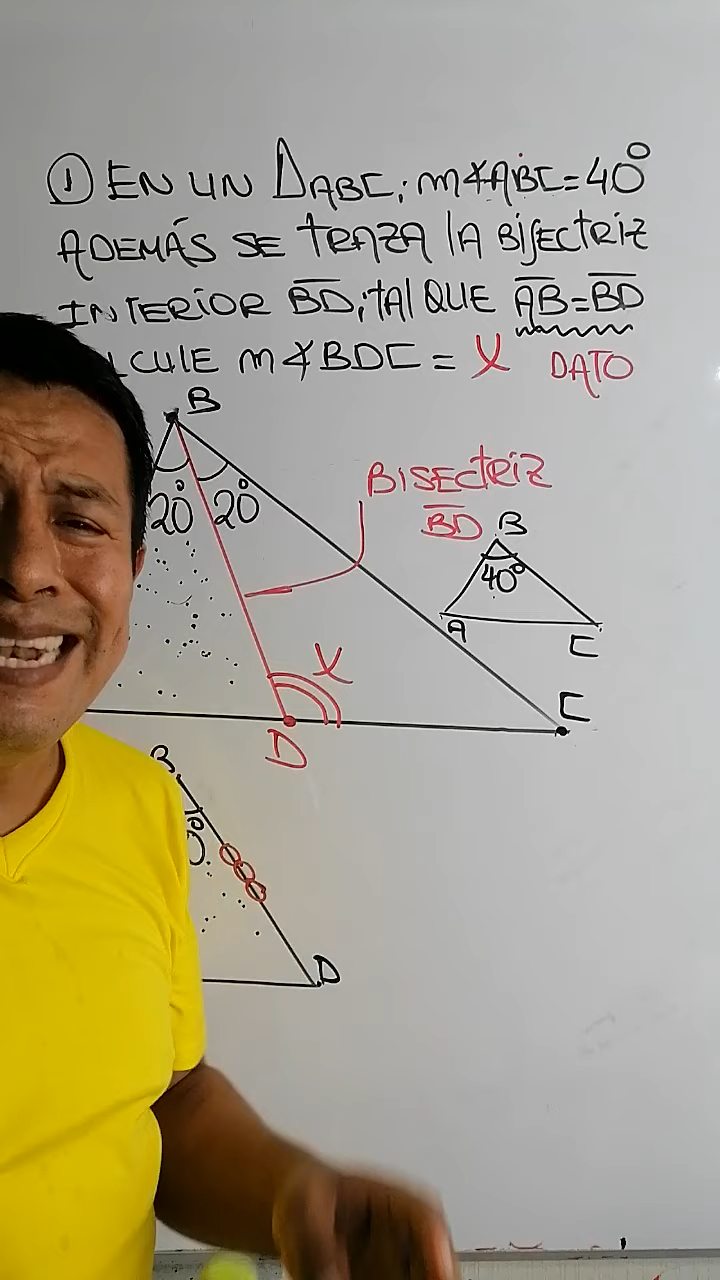 ① EN UN ΔABC; m∡ABC=40°
ADEMÁS SE TRAZA LA BISECTRIZ
INTERIOR BD; TAL QUE AB=BD
LCULE m∡BDC = X DATO
B
20° 20°
BISECTRIZ
BD
B
40°
A C
X
C
D
B
D